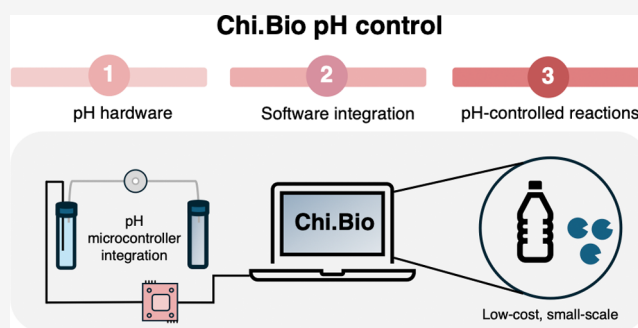 Chi.Bio pH control
1
2
3
pH hardware
Software integration
pH-controlled reactions
pH
microcontroller
integration
Chi.Bio
Low-cost, small-scale